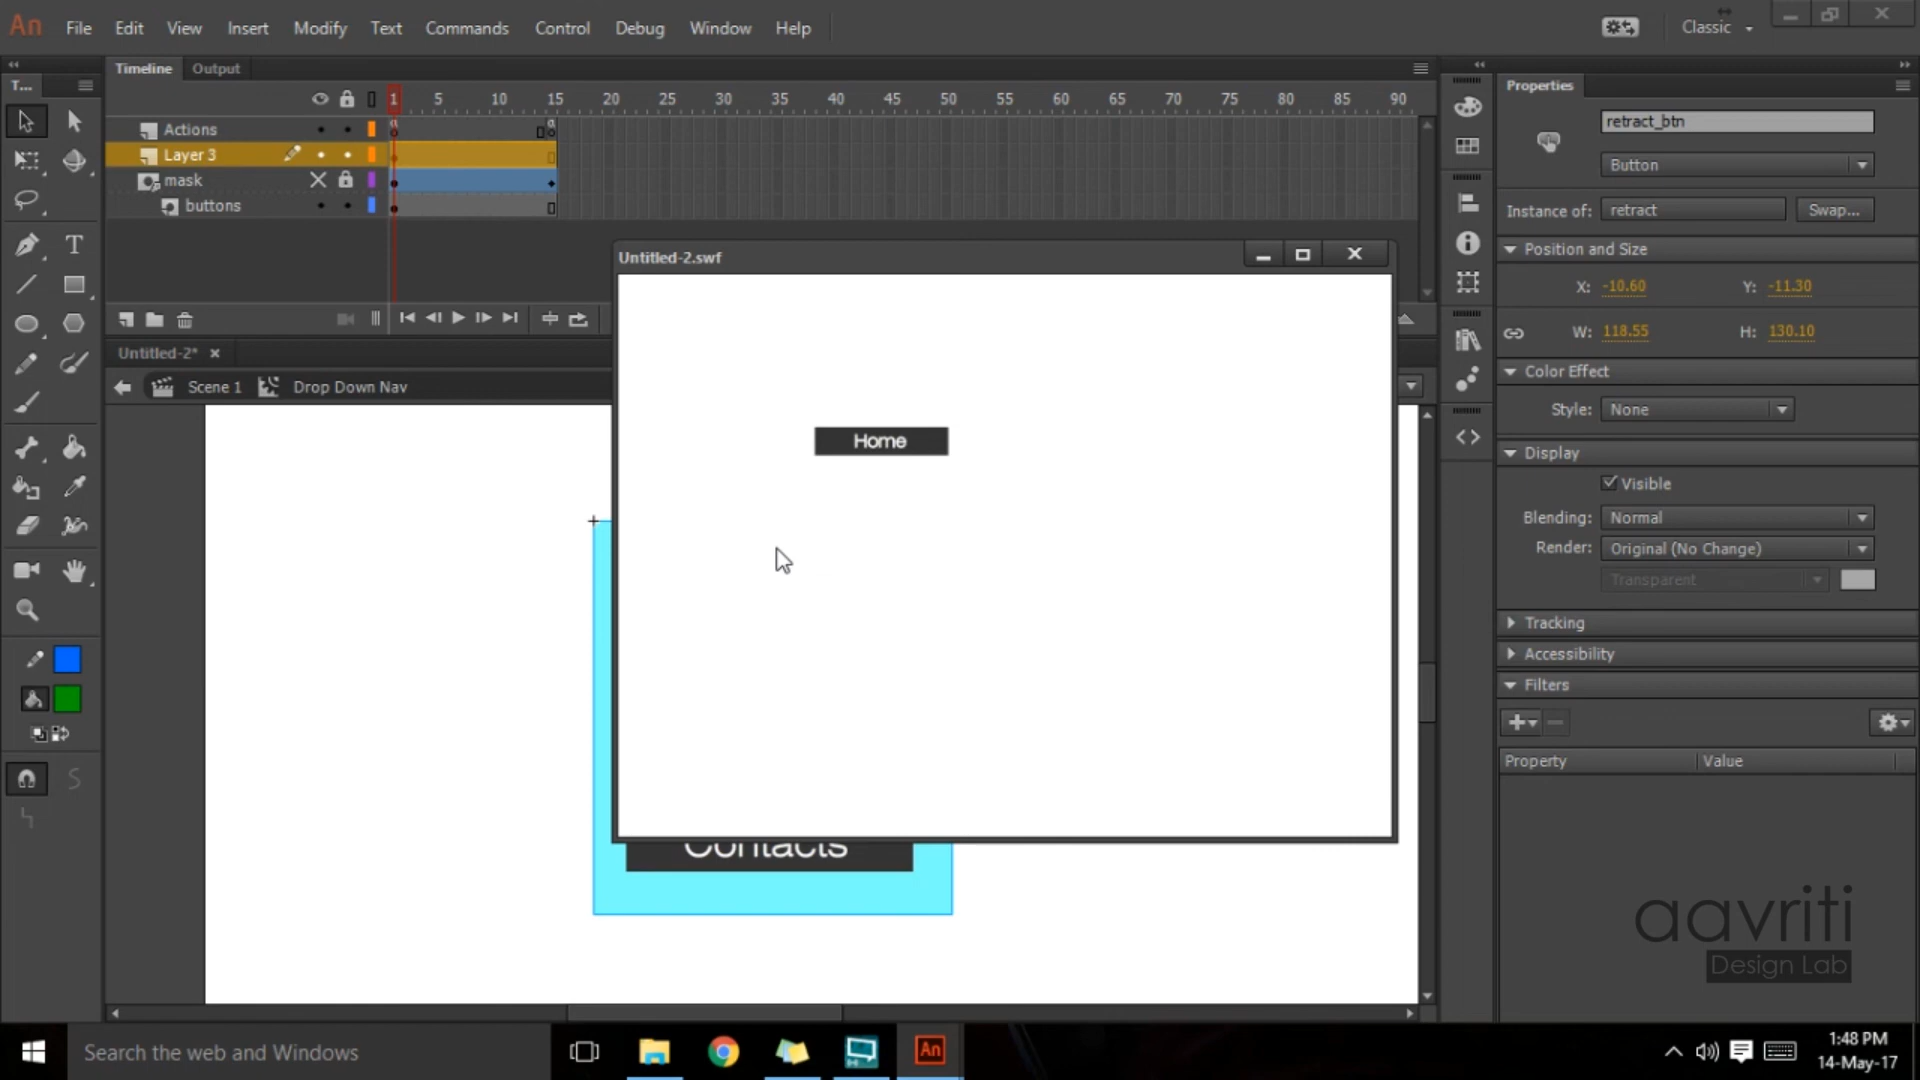 An File Edit View Insert Modify Text Commands Control Debug Window Help Classic
Timeline Output
T...
1 5 10 15 20 25 30 35 40 45 50 55 60 65 70 75 80 85 90
Actions
Layer 3
mask
buttons
Untitled-2*
Scene 1 Drop Down Nav
Untitled-2.swf
Home
Contacts
Properties
retract_btn
Button
Instance of: retract Swap...
Position and Size
X: -10.60 Y: -11.30
W: 118.55 H: 130.10
Color Effect
Style: None
Display
Visible
Blending: Normal
Render: Original (No Change)
Transparent
Tracking
Accessibility
Filters
Property Value
aavriti
Design Lab
Search the web and Windows
An
1:48 PM
14-May-17